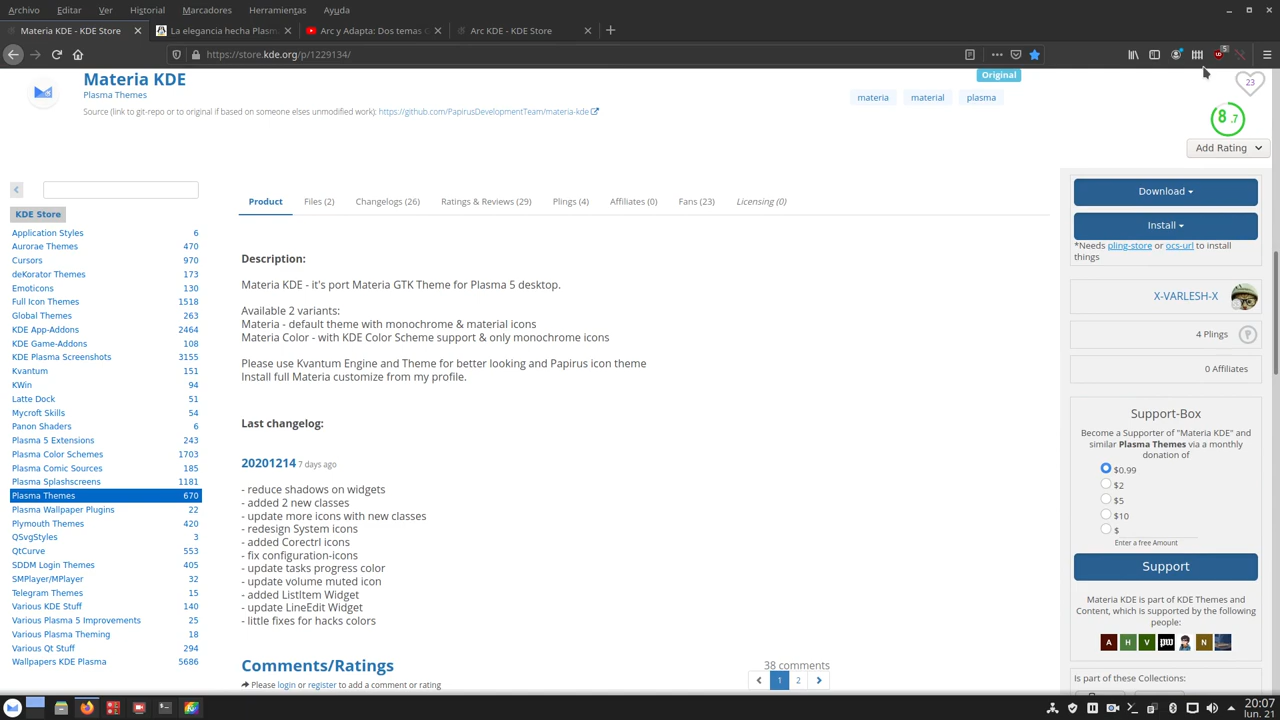 Archivo Editar Ver Historial Marcadores Herramientas Ayuda
Materia KDE - KDE Store
La elegancia hecha Plasm
Arc y Adapta: Dos temas G
Arc KDE - KDE Store
https://store.kde.org/p/1229134/
5
Materia KDE
Plasma Themes
Source (link to git-repo or to original if based on someone elses unmodified work): https://github.com/PapirusDevelopmentTeam/materia-kde
Original
materia material plasma
23
8.7
Add Rating
KDE Store
Application Styles 6
Aurorae Themes 470
Cursors 970
deKorator Themes 173
Emoticons 130
Full Icon Themes 1518
Global Themes 263
KDE App-Addons 2464
KDE Game-Addons 108
KDE Plasma Screenshots 3155
Kvantum 151
KWin 94
Latte Dock 51
Mycroft Skills 54
Panon Shaders 6
Plasma 5 Extensions 243
Plasma Color Schemes 1703
Plasma Comic Sources 185
Plasma Splashscreens 1181
Plasma Themes 670
Plasma Wallpaper Plugins 22
Plymouth Themes 420
QSvgStyles 3
QtCurve 553
SDDM Login Themes 405
SMPlayer/MPlayer 32
Telegram Themes 15
Various KDE Stuff 140
Various Plasma 5 Improvements 25
Various Plasma Theming 18
Various Qt Stuff 294
Wallpapers KDE Plasma 5686
Product Files (2) Changelogs (26) Ratings & Reviews (29) Plings (4) Affiliates (0) Fans (23) Licensing (0)
Description:
Materia KDE - it's port Materia GTK Theme for Plasma 5 desktop.
Available 2 variants:
Materia - default theme with monochrome & material icons
Materia Color - with KDE Color Scheme support & only monochrome icons
Please use Kvantum Engine and Theme for better looking and Papirus icon theme
Install full Materia customize from my profile.
Last changelog:
20201214 7 days ago
- reduce shadows on widgets
- added 2 new classes
- update more icons with new classes
- redesign System icons
- added Corectrl icons
- fix configuration-icons
- update tasks progress color
- update volume muted icon
- added ListItem Widget
- update LineEdit Widget
- little fixes for hacks colors
Comments/Ratings
38 comments
Please login or register to add a comment or rating
1 2
Download
Install
*Needs pling-store or ocs-url to install
things
X-VARLESH-X
4 Plings
0 Affiliates
Support-Box
Become a Supporter of "Materia KDE" and
similar Plasma Themes via a monthly
donation of
$0.99
$2
$5
$10
$
Enter a free Amount
Support
Materia KDE is part of KDE Themes and
Content, which is supported by the following
people:
A H V N
Is part of these Collections:
20:07
lun. 21